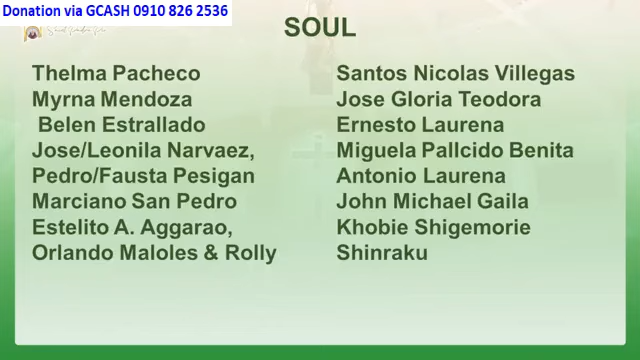 Donation via GCASH 0910 826 2536
SOUL
Thelma Pacheco
Myrna Mendoza
Belen Estrallado
Jose/Leonila Narvaez,
Pedro/Fausta Pesigan
Marciano San Pedro
Estelito A. Aggarao,
Orlando Maloles & Rolly
Santos Nicolas Villegas
Jose Gloria Teodora
Ernesto Laurena
Miguela Pallcido Benita
Antonio Laurena
John Michael Gaila
Khobie Shigemorie
Shinraku